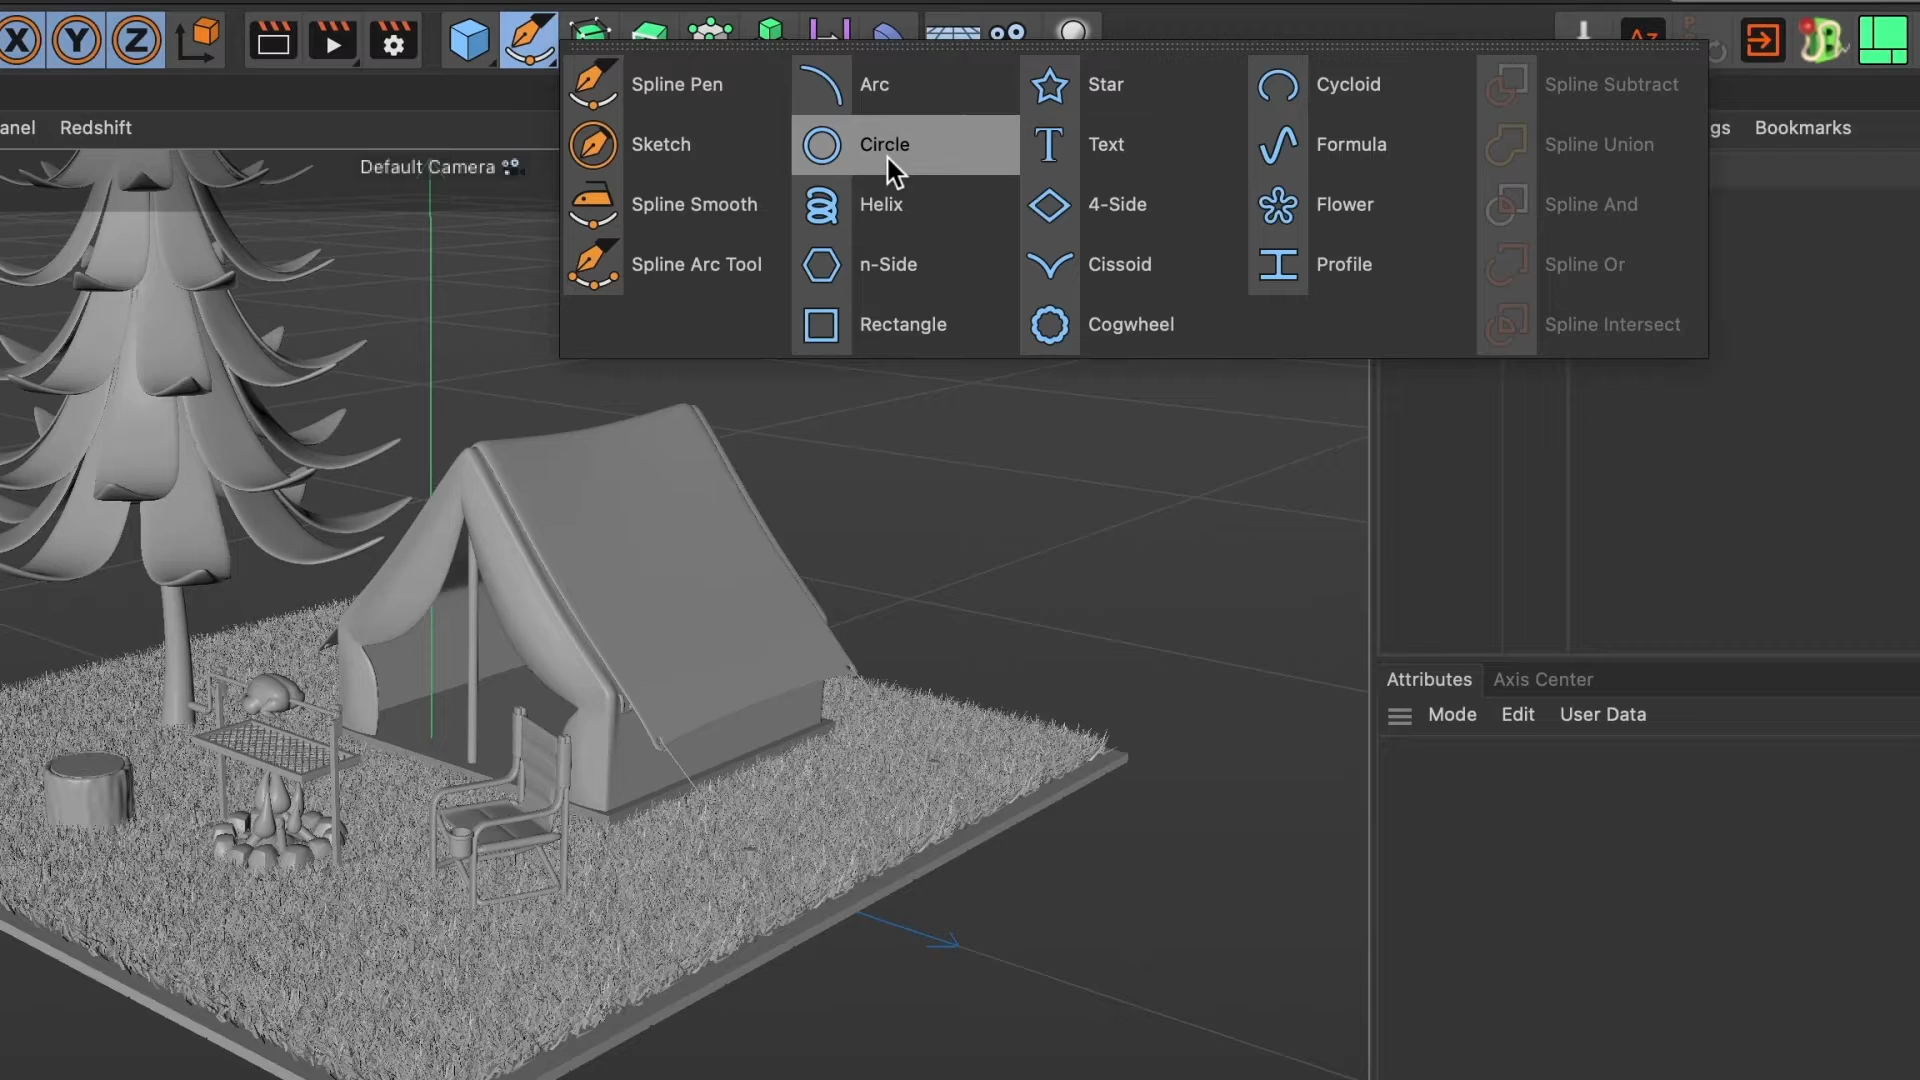 X Y Z
Spline Pen Arc Star Cycloid Spline Subtract
anel Redshift
gs Bookmarks
Sketch Circle Text Formula Spline Union
Default Camera
Spline Smooth Helix 4-Side Flower Spline And
Spline Arc Tool n-Side Cissoid Profile Spline Or
Rectangle Cogwheel Spline Intersect
Attributes Axis Center
Mode Edit User Data